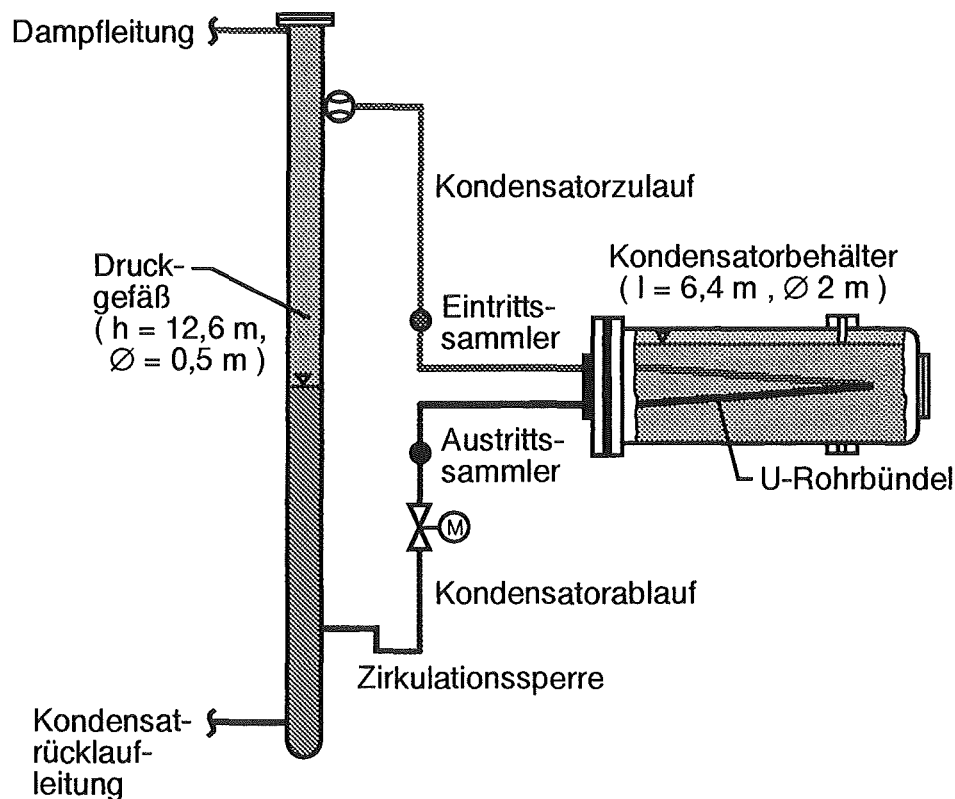 Dampfleitung
Kondensatorzulauf
Druck-
gefäß
( h = 12,6 m,
Ø = 0,5 m )
Kondensatorbehälter
( l = 6,4 m , Ø 2 m )
Eintritts-
sammler
Austritts-
sammler
U-Rohrbündel
M
Kondensatorablauf
Zirkulationssperre
Kondensat-
rücklauf-
leitung